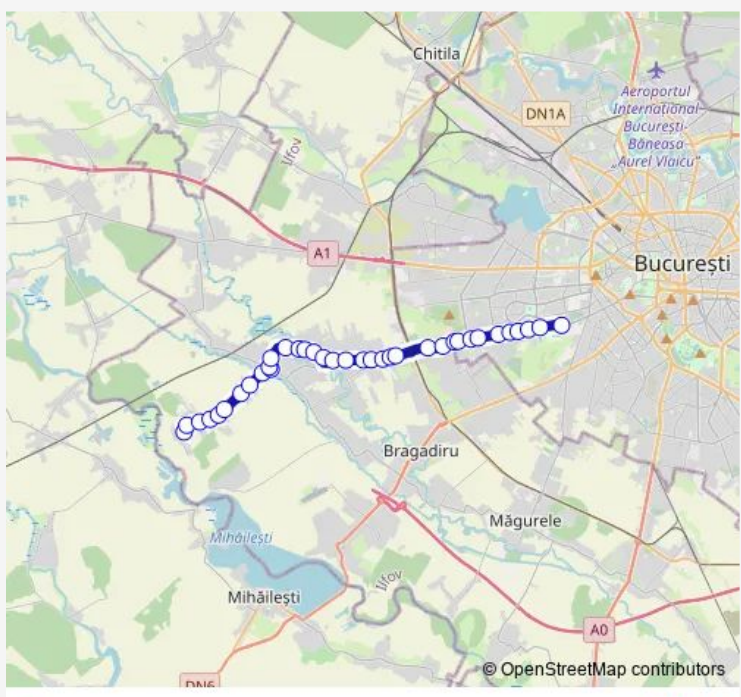 Chitila
Aeroportul
Internațional
București-
Băneasa
„Aurel Vlaicu”
DN1A
Ilfov
A1
București
Bragadiru
Măgurele
Mihăilești
Ilfov
Mihăilești
A0
DN6
© OpenStreetMap contributors